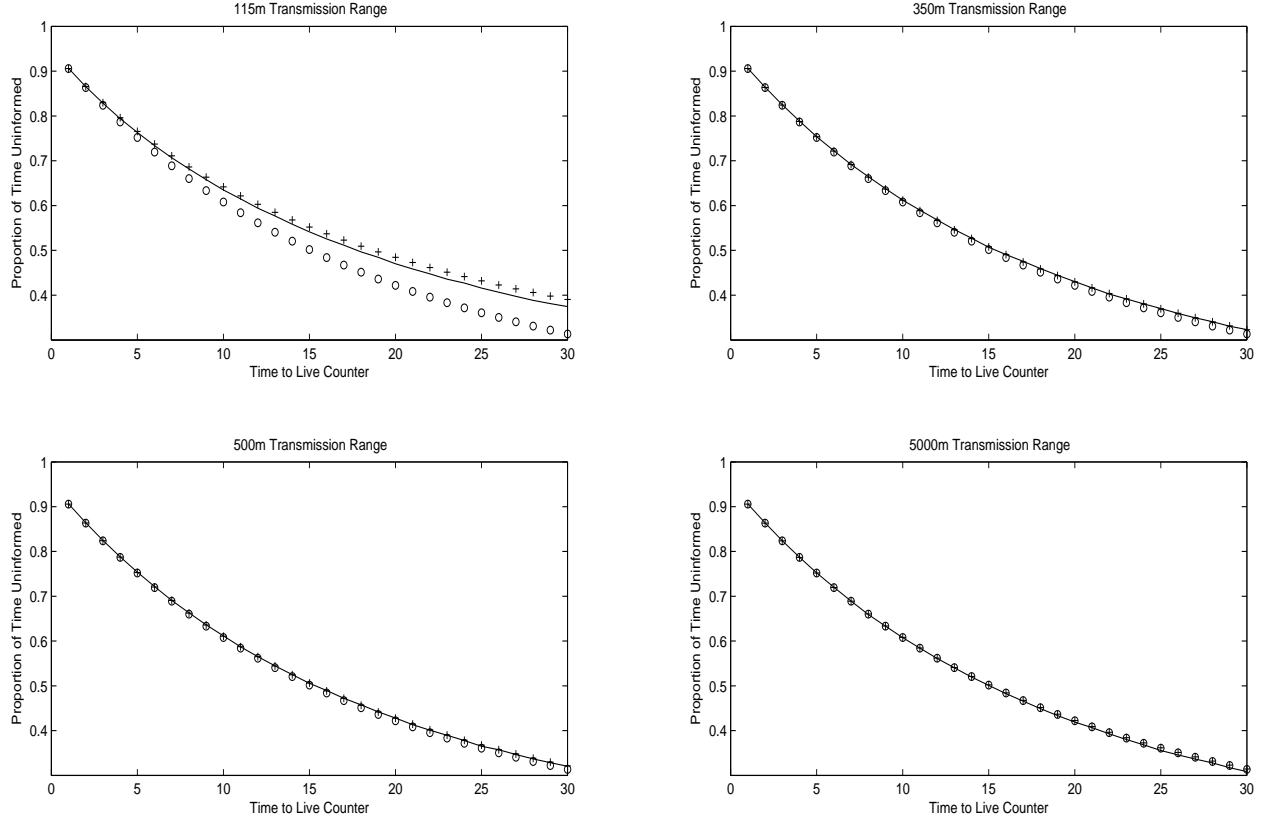 115m Transmission Range
1
0.9
0.8
0.7
0.6
0.5
0.4
Proportion of Time Uninformed
0 5 10 15 20 25 30
Time to Live Counter
350m Transmission Range
1
0.9
0.8
0.7
0.6
0.5
0.4
Proportion of Time Uninformed
0 5 10 15 20 25 30
Time to Live Counter
500m Transmission Range
1
0.9
0.8
0.7
0.6
0.5
0.4
Proportion of Time Uninformed
0 5 10 15 20 25 30
Time to Live Counter
5000m Transmission Range
1
0.9
0.8
0.7
0.6
0.5
0.4
Proportion of Time Uninformed
0 5 10 15 20 25 30
Time to Live Counter